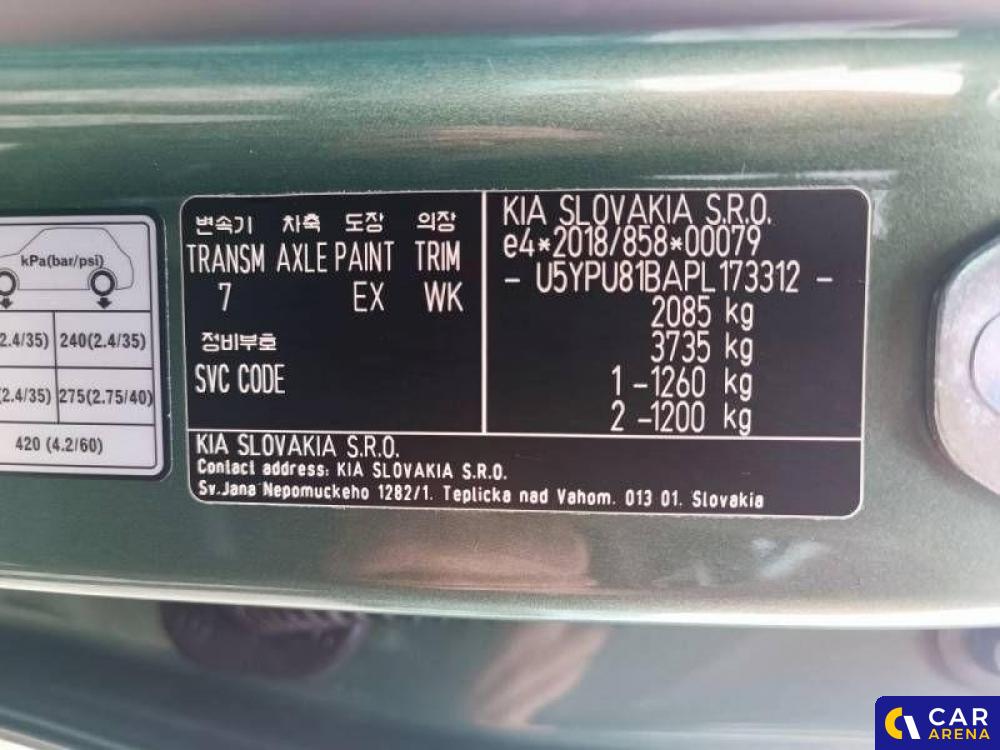 kPa(bar/psi)
2.4/35) 240(2.4/35)
(2.4/35) 275(2.75/40)
420 (4.2/60)
변속기 차축 도장 의장
TRANSM AXLE PAINT TRIM
7 EX WK
정비부호
SVC CODE
KIA SLOVAKIA S.R.O.
e4*2018/858*00079
- U5YPU81BAPL173312 -
2085 kg
3735 kg
1 -1260 kg
2 -1200 kg
KIA SLOVAKIA S.R.O.
Contact address: KIA SLOVAKIA S.R.O.
Sv.Jana Nepomuckeho 1282/1. Teplicka nad Vahom. 013 01. Slovakia
CAR
ARENA